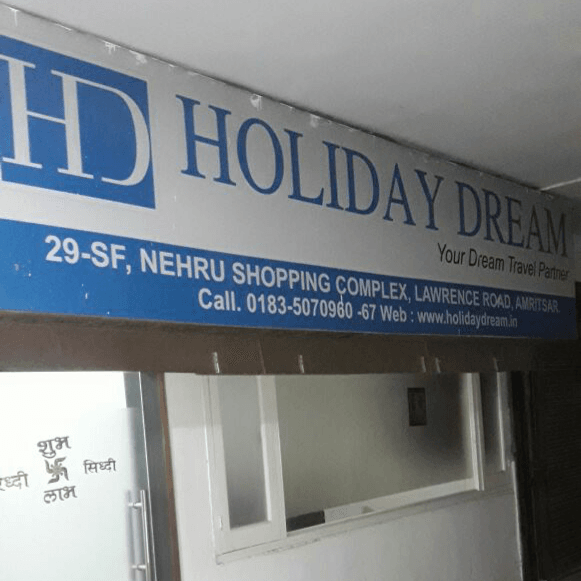 HD HOLIDAY DREAM
Your Dream Travel Partner
29-SF, NEHRU SHOPPING COMPLEX, LAWRENCE ROAD, AMRITSAR.
Call. 0183-5070960 -67 Web : www.holidaydream.in
शुभ
सिध्दी
लाभ